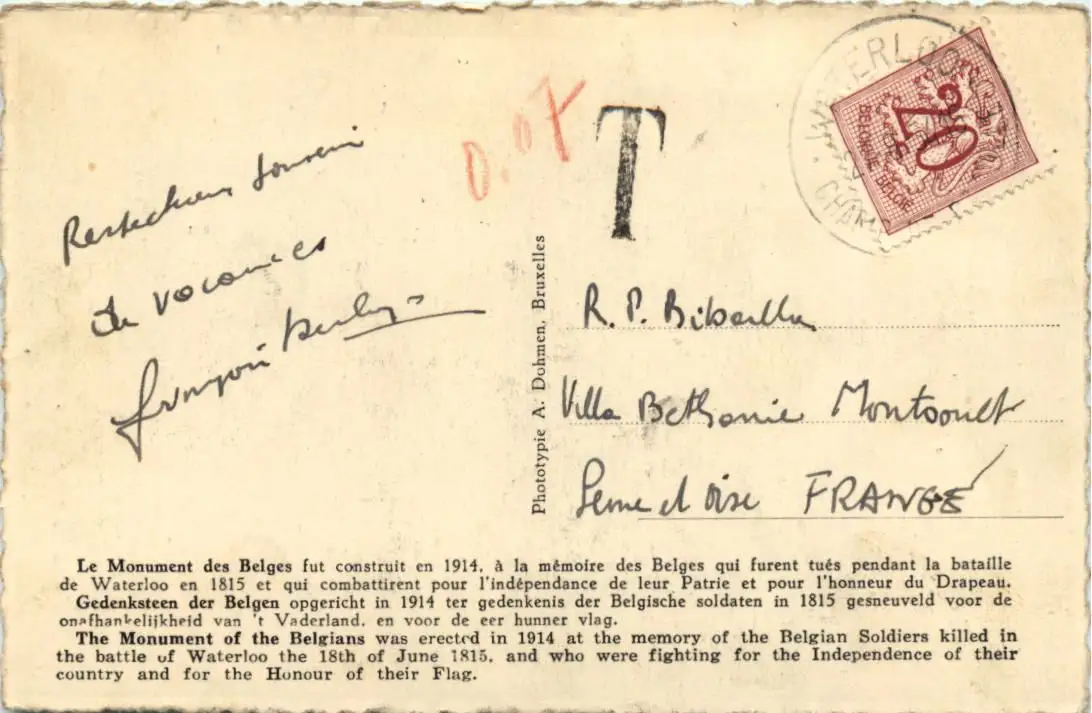 WATERLOO
CHARL
20
BELGIQUE
BELGIE
0.07
T
Respectueux Souvenir
de vacances
françois
R. P.
Villa Bethanie Montsoult
Seine et Oise FRANCE
Phototypie A. Dohmen, Bruxelles
Le Monument des Belges fut construit en 1914, à la mémoire des Belges qui furent tués pendant la bataille
de Waterloo en 1815 et qui combattirent pour l'indépendance de leur Patrie et pour l'honneur du Drapeau.
Gedenksteen der Belgen opgericht in 1914 ter gedenkenis der Belgische soldaten in 1815 gesneuveld voor de
onafhankelijkheid van 't Vaderland, en voor de eer hunner vlag.
The Monument of the Belgians was erected in 1914 at the memory of the Belgian Soldiers killed in
the battle of Waterloo the 18th of June 1815, and who were fighting for the Independence of their
country and for the Honour of their Flag.